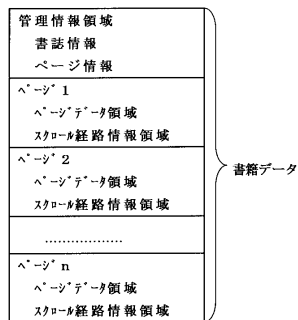 管理情報領域
書誌情報
ページ情報
ﾍﾟｰｼﾞ1
ﾍﾟｰｼﾞﾃﾞｰﾀ領域
ｽｸﾛｰﾙ経路情報領域
ﾍﾟｰｼﾞ2
ﾍﾟｰｼﾞﾃﾞｰﾀ領域
ｽｸﾛｰﾙ経路情報領域
..................
ﾍﾟｰｼﾞn
ﾍﾟｰｼﾞﾃﾞｰﾀ領域
ｽｸﾛｰﾙ経路情報領域
書籍データ